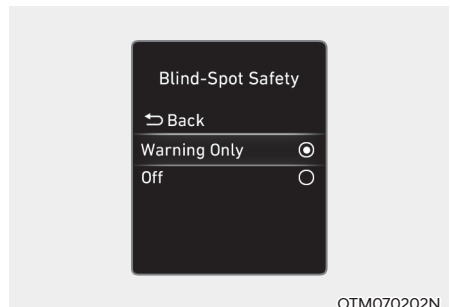 Blind-Spot Safety
Back
Warning Only
Off
OTM070202N